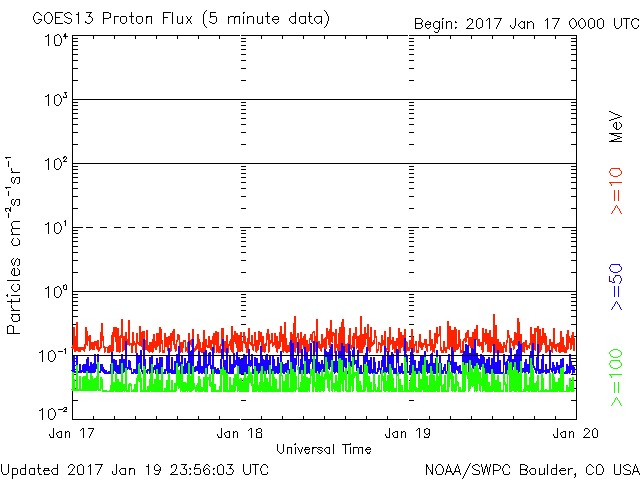 GOES13 Proton Flux (5 minute data)
Begin: 2017 Jan 17 0000 UTC
Particles cm⁻²s⁻¹sr⁻¹
10⁴
10³
10²
10¹
10⁰
10⁻¹
10⁻²
Jan 17
Jan 18
Jan 19
Jan 20
Universal Time
MeV
>=10
>=50
>=100
Updated 2017 Jan 19 23:56:03 UTC
NOAA/SWPC Boulder, CO USA